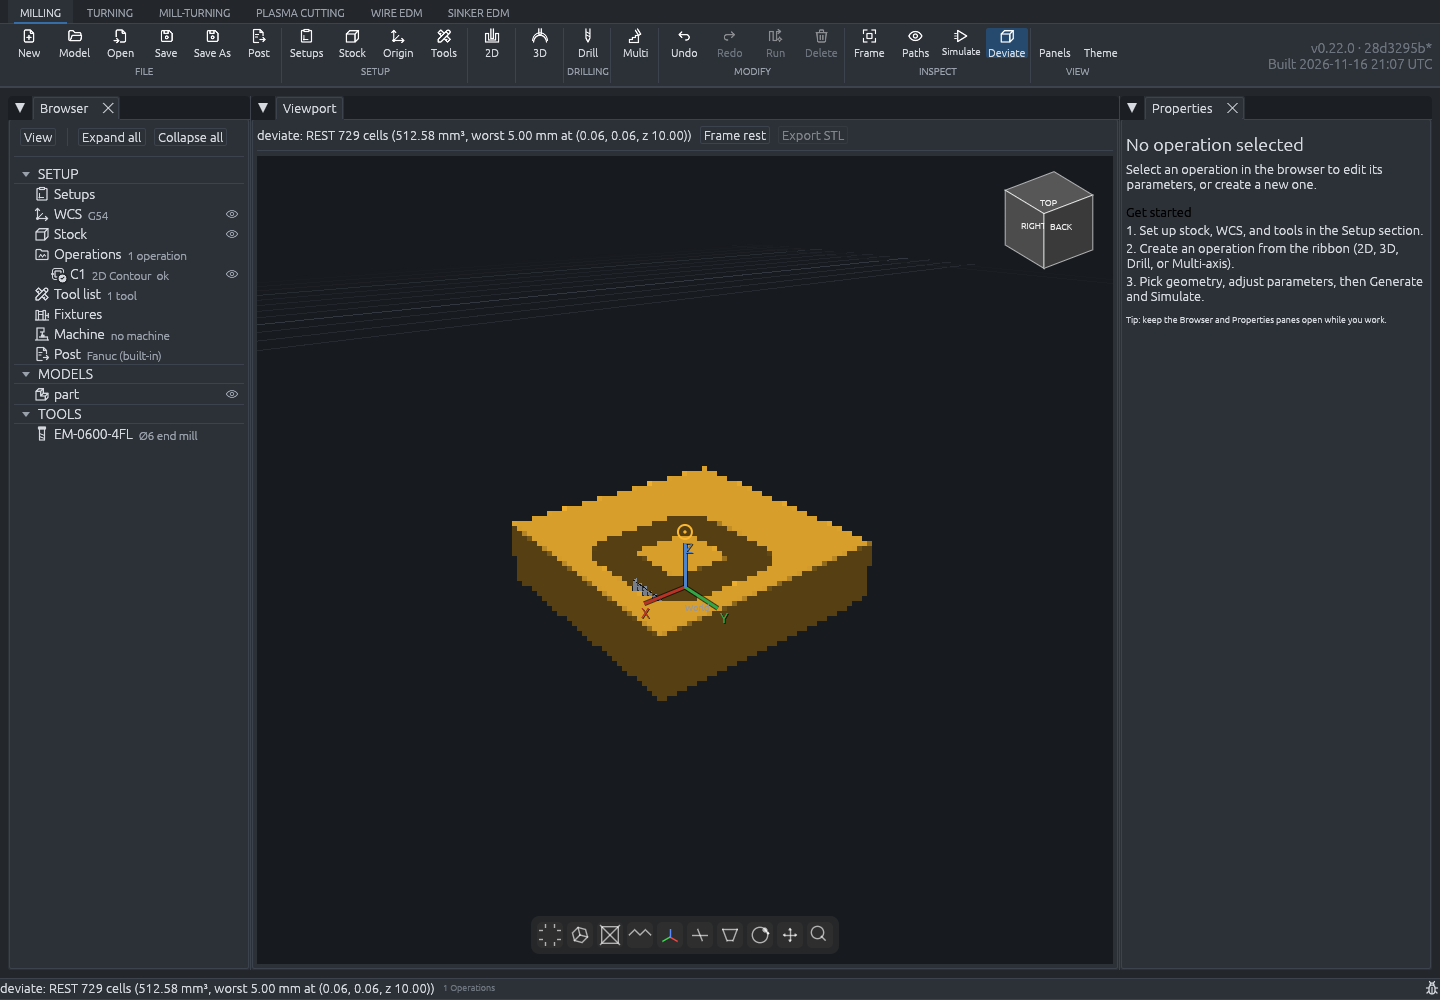 MILLING TURNING MILL-TURNING PLASMA CUTTING WIRE EDM SINKER EDM
New Model Open Save Save As Post Setups Stock Origin Tools 2D 3D Drill Multi Undo Redo Run Delete Frame Paths Simulate Deviate Panels Theme
FILE SETUP DRILLING MODIFY INSPECT VIEW
v0.22.0 · 28d3295b*
Built 2026-11-16 21:07 UTC
Browser
View Expand all Collapse all
SETUP
Setups
WCS G54
Stock
Operations 1 operation
C1 2D Contour ok
Tool list 1 tool
Fixtures
Machine no machine
Post Fanuc (built-in)
MODELS
part
TOOLS
EM-0600-4FL Ø6 end mill
Viewport
deviate: REST 729 cells (512.58 mm³, worst 5.00 mm at (0.06, 0.06, z 10.00)) Frame rest Export STL
TOP
RIGHT BACK
Z
X
Y
Properties
No operation selected
Select an operation in the browser to edit its
parameters, or create a new one.
Get started
1. Set up stock, WCS, and tools in the Setup section.
2. Create an operation from the ribbon (2D, 3D,
Drill, or Multi-axis).
3. Pick geometry, adjust parameters, then Generate
and Simulate.
Tip: keep the Browser and Properties panes open while you work.
deviate: REST 729 cells (512.58 mm³, worst 5.00 mm at (0.06, 0.06, z 10.00)) 1 Operations